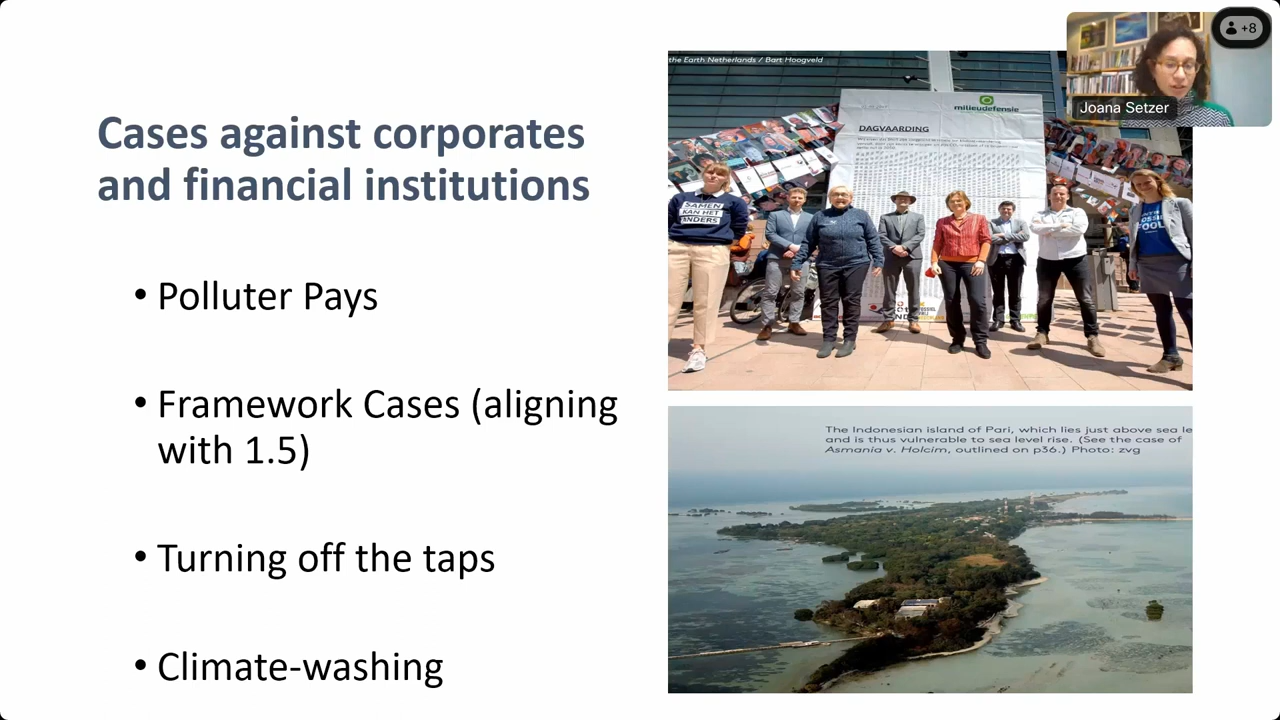 Cases against corporates
and financial institutions
• Polluter Pays
• Framework Cases (aligning
with 1.5)
• Turning off the taps
• Climate-washing
the Earth Netherlands / Bart Hoogveld
milieudefensie
DAGVAARDING
SAMEN
KAN HET
ANDERS
The Indonesian island of Pari, which lies just above sea le
and is thus vulnerable to sea level rise. (See the case of
Asmania v. Holcim, outlined on p36.) Photo: zvg
+8
Joana Setzer